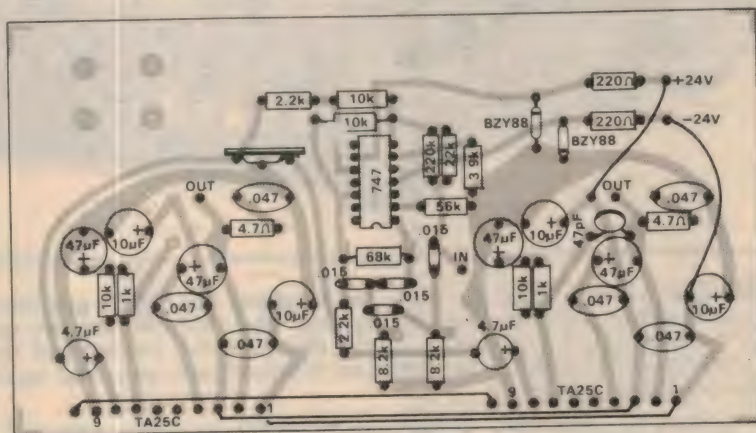 220Ω
+24V
2.2k
10k
10k
220Ω
-24V
BZY88
BZY88
747
220k
22k
3.9k
56k
OUT
.047
4.7Ω
47µF
+
10µF
+
47µF
+
10k
1k
.047
.047
10µF
+
4.7µF
+
68k
.015
.015
.015
.015
IN
2.2k
8.2k
8.2k
OUT
.047
4.7Ω
47pF
47µF
+
10µF
+
47µF
+
10k
1k
.047
.047
10µF
+
4.7µF
+
9
TA25C
1
9
TA25C
1